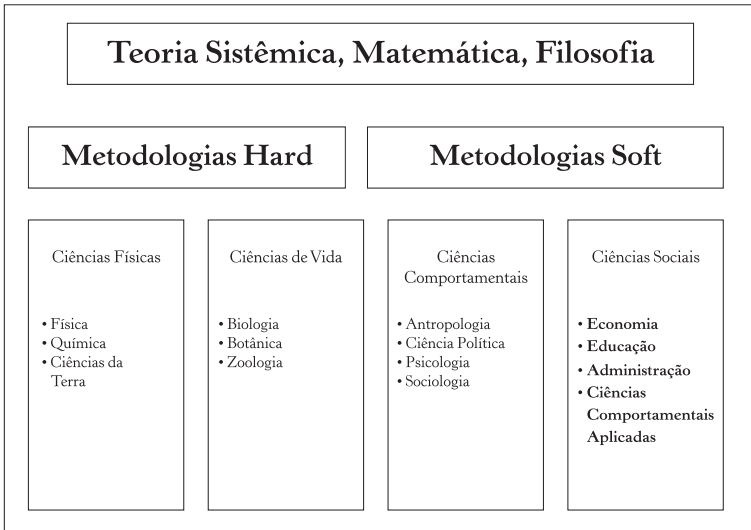 Teoria Sistêmica, Matemática, Filosofia
Metodologias Hard
Metodologias Soft
Ciências Físicas
• Física
• Química
• Ciências da
Terra
Ciências de Vida
• Biologia
• Botânica
• Zoologia
Ciências
Comportamentais
• Antropologia
• Ciência Política
• Psicologia
• Sociologia
Ciências Sociais
• Economia
• Educação
• Administração
• Ciências
Comportamentais
Aplicadas